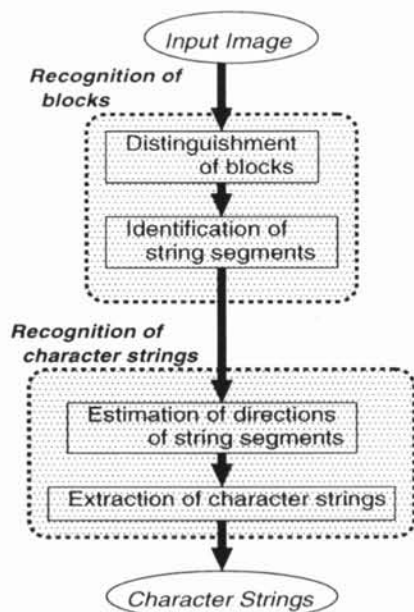 Input Image
Recognition of
blocks
Distinguishment
of blocks
Identification of
string segments
Recognition of
character strings
Estimation of directions
of string segments
Extraction of character strings
Character Strings